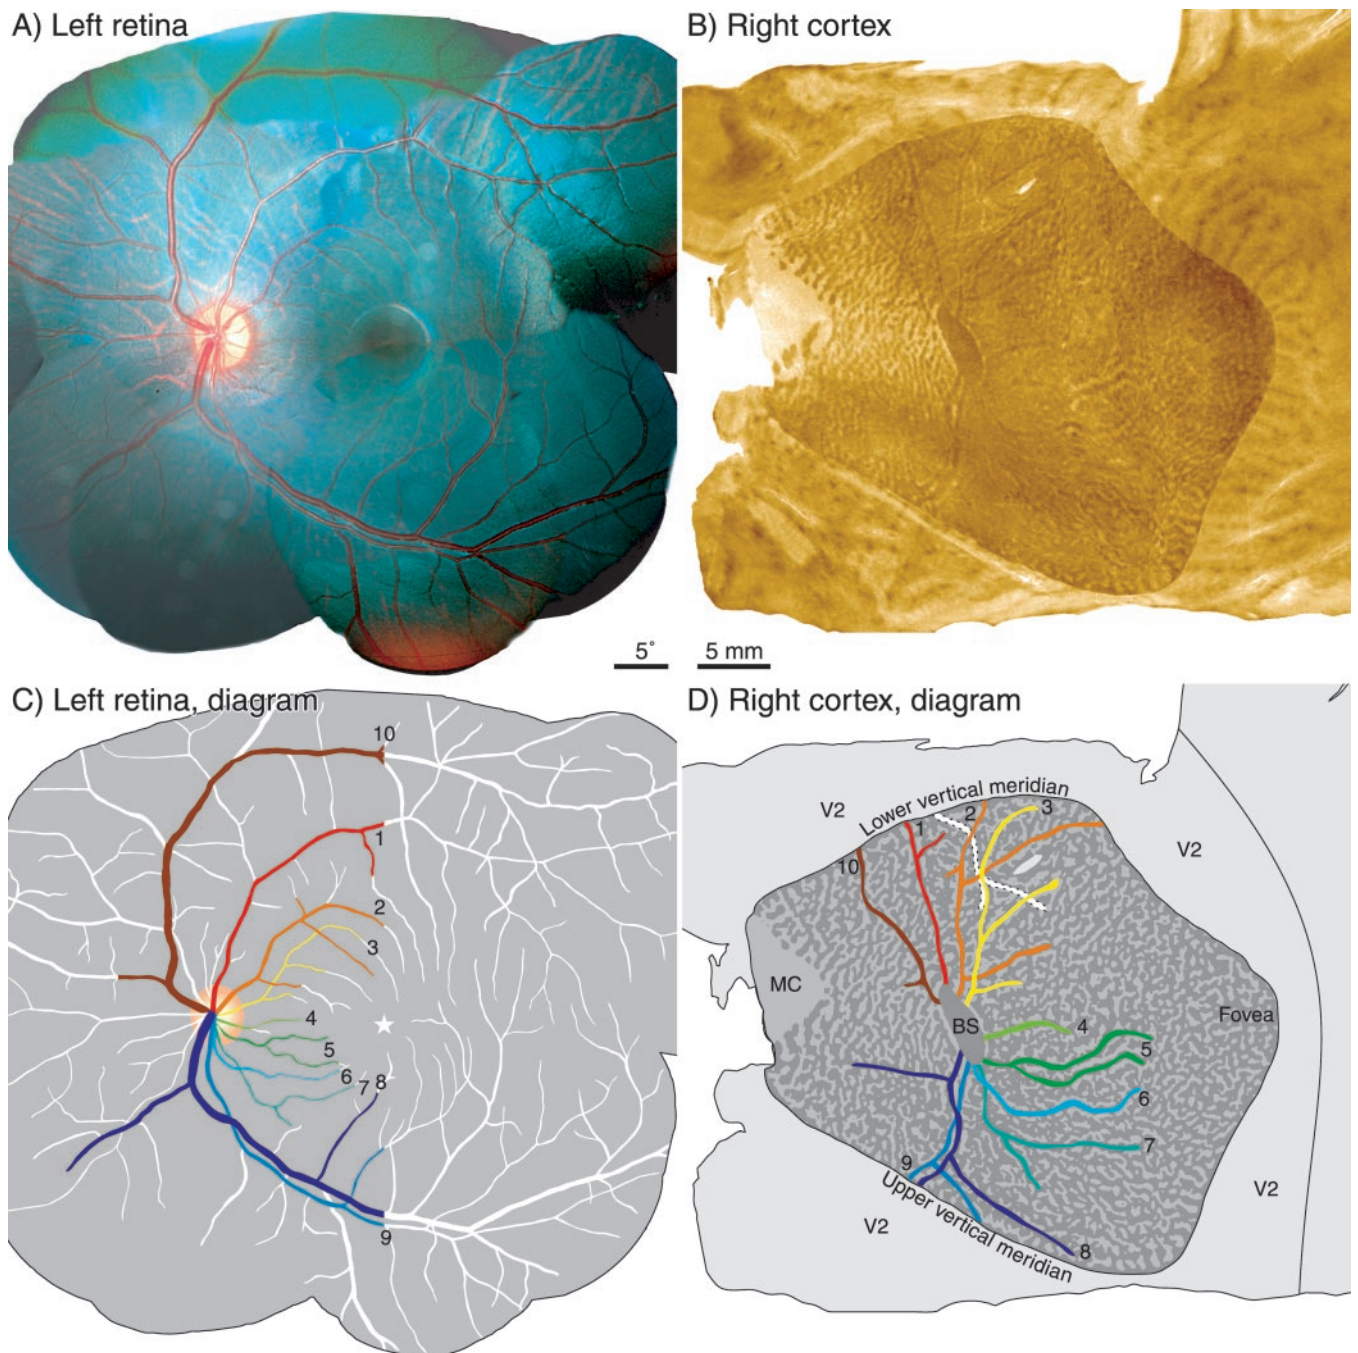 A) Left retina
B) Right cortex
5°
5 mm
C) Left retina, diagram
D) Right cortex, diagram
10
1
2
3
4
5
6
7
8
9
V2
Lower vertical meridian
10
1
2
3
V2
MC
BS
Fovea
4
5
6
7
9
Upper vertical meridian
8
V2
V2